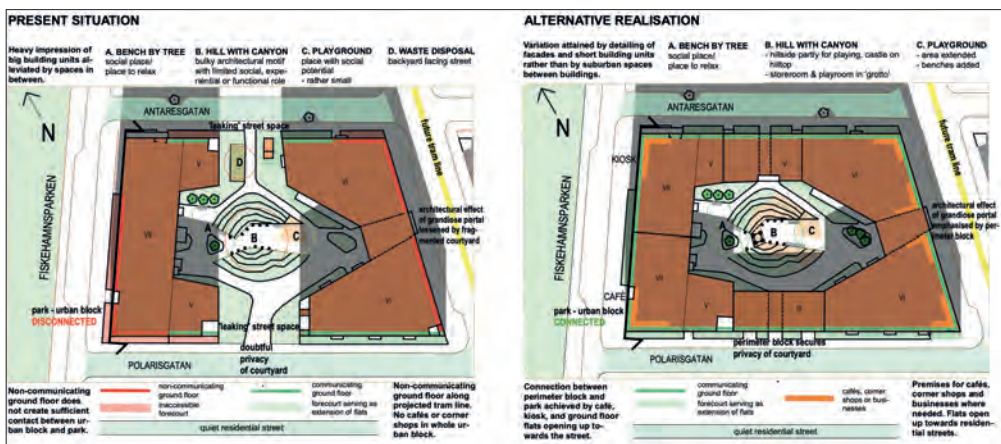 PRESENT SITUATION
Heavy impression of
big building units al-
leviated by spaces in
between.
A. BENCH BY TREE
social place/
place to relax
B. HILL WITH CANYON
bulky architectural motif
with limited social, expe-
riential or functional role
C. PLAYGROUND
place with social
potential
- rather small
D. WASTE DISPOSAL
backyard facing street
N
ANTARESGATAN
'leaking' street space
future tram line
FISKEHAMNSPARKEN
V
D
VI
VII
A
B
C
architectural effect
of grandiose portal
lessened by frag-
mented courtyard
V
VI
park - urban block
DISCONNECTED
'leaking' street space
doubtful
privacy
of courtyard
POLARISGATAN
Non-communicating
ground floor does
not create sufficient
contact between ur-
ban block and park.
non-communicating
ground floor
inaccessible
forecourt
communicating
ground floor
forecourt serving as
extension of flats
quiet residential street
Non-communicating
ground floor along
projected tram line.
No cafés or corner
shops in whole ur-
ban block.
ALTERNATIVE REALISATION
Variation attained by detailing of
facades and short building units
rather than by suburban spaces
between buildings.
A. BENCH BY TREE
social place/
place to relax
B. HILL WITH CANYON
- hillside partly for playing, castle on
hilltop
- storeroom & playroom in 'grotto'
C. PLAYGROUND
- area extended
- benches added
N
ANTARESGATAN
future tram line
FISKEHAMNSPARKEN
KIOSK
V
V
VI
VII
A
B
C
architectural effect
of grandiose portal
emphasised by peri-
meter block
VII
V
VI
CAFÉ
park - urban block
CONNECTED
perimeter block secures
privacy of courtyard
POLARISGATAN
Connection between
perimeter block and
park achieved by café,
kiosk, and ground floor
flats opening up to-
wards the street.
communicating
ground floor
forecourt serving as
extension of flats
cafés, corner
shops or busi-
nesses
quiet residential street
Premises for cafés,
corner shops and
businesses where
needed. Flats open
up towards residen-
tial streets.